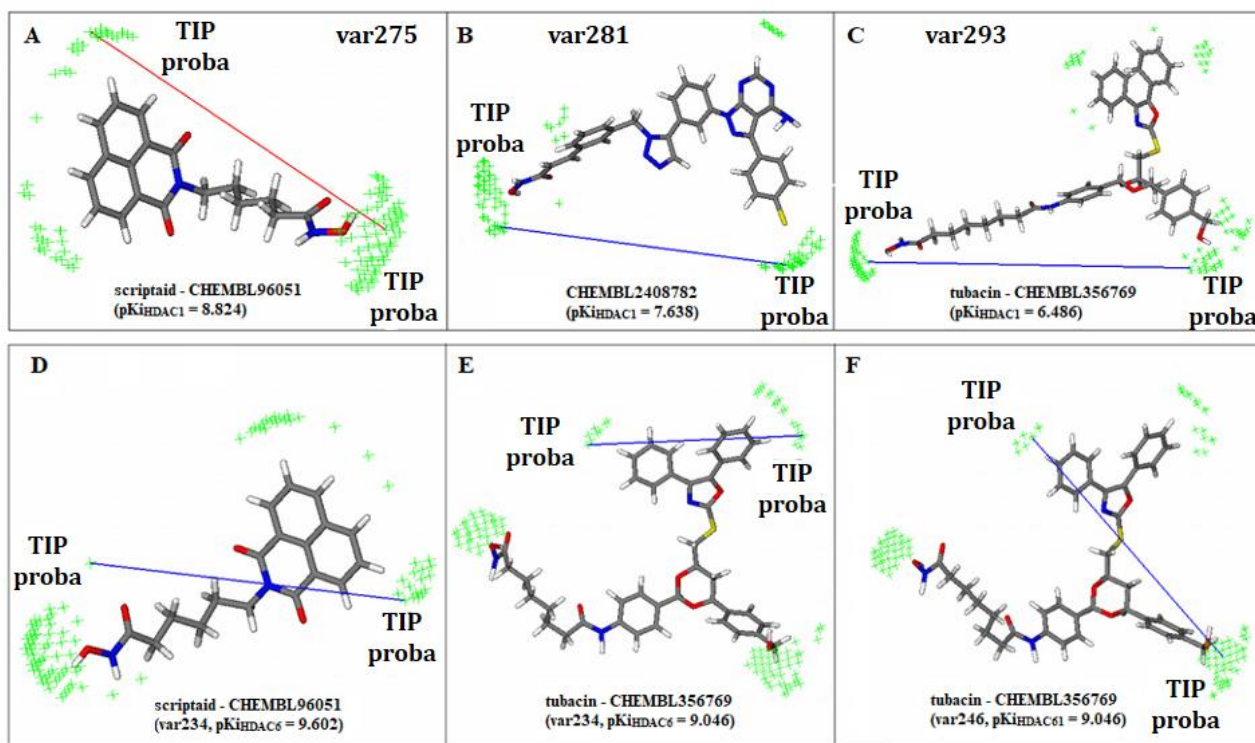 A
TIP
proba
var275
TIP
proba
scriptaid - CHEMBL96051
(pKiHDAC1 = 8.824)
B
var281
TIP
proba
CHEMBL2408782
(pKiHDAC1 = 7.638)
TIP
proba
C
var293
TIP
proba
tubacin - CHEMBL356769
(pKiHDAC1 = 6.486)
TIP
proba
D
TIP
proba
TIP
proba
scriptaid - CHEMBL96051
(var234, pKiHDAC6 = 9.602)
E
TIP
proba
TIP
proba
tubacin - CHEMBL356769
(var234, pKiHDAC6 = 9.046)
F
TIP
proba
TIP
proba
tubacin - CHEMBL356769
(var246, pKiHDAC61 = 9.046)